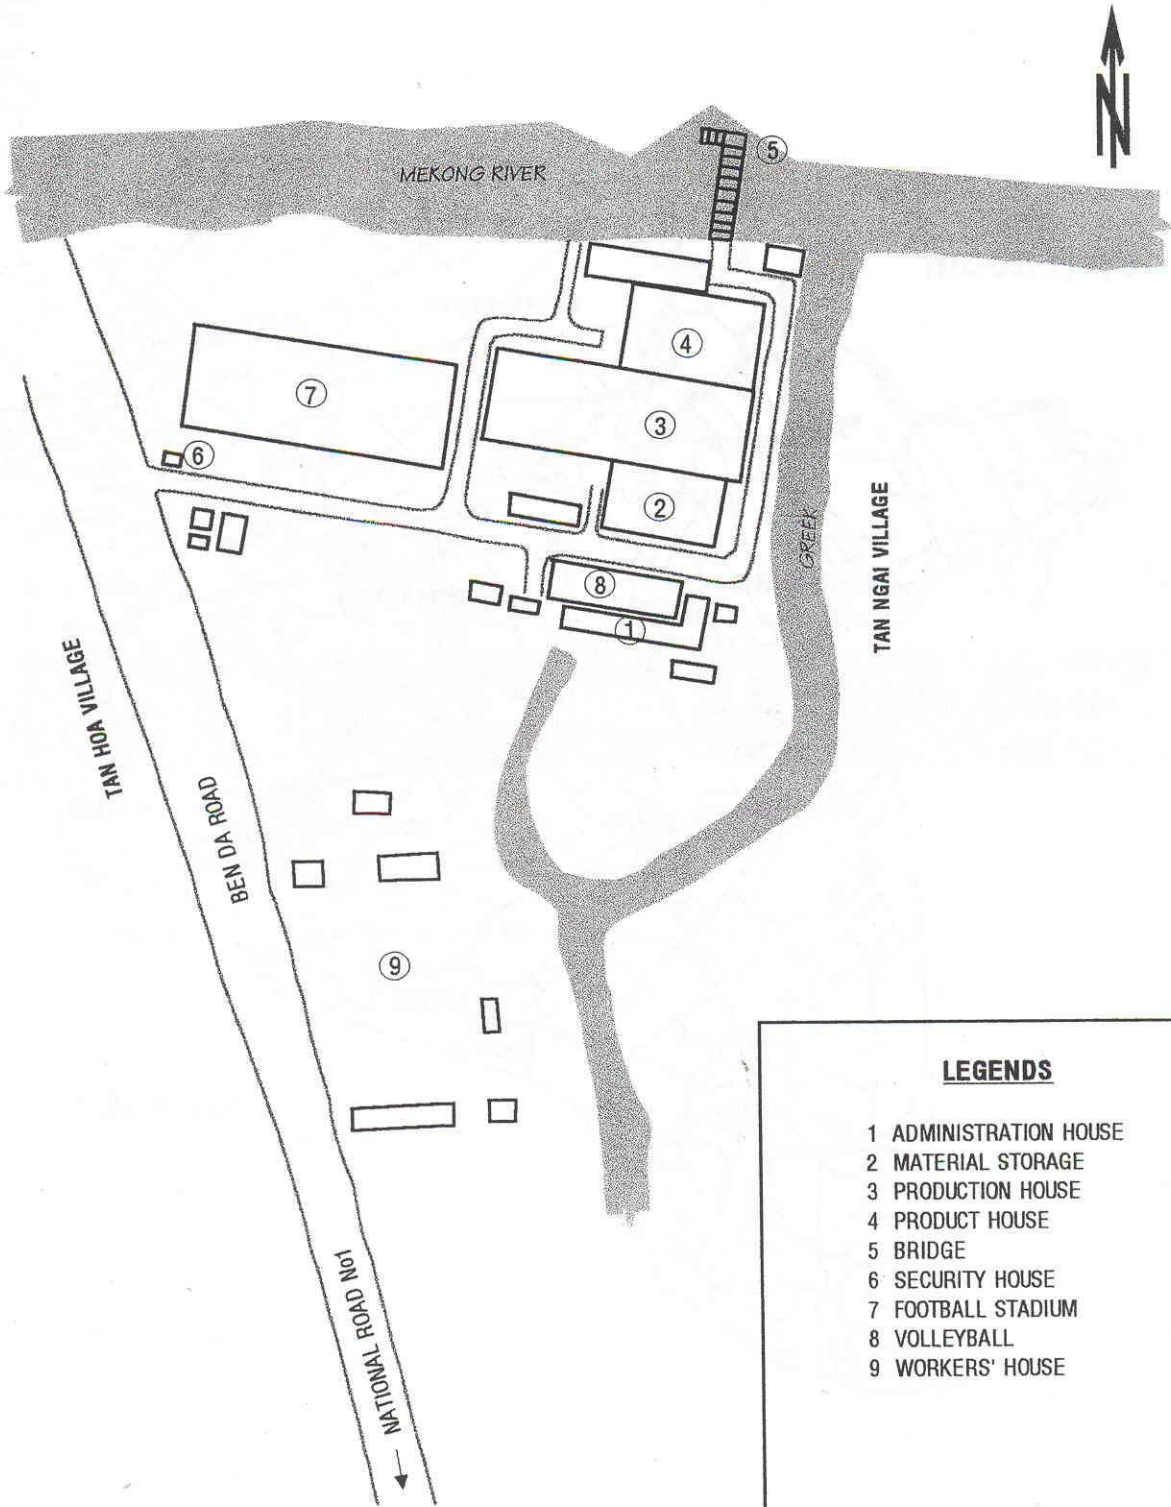 N
MEKONG RIVER
5
4
7
3
6
2
GREEK
TAN NGAI VILLAGE
8
1
TAN HOA VILLAGE
BEN DA ROAD
9
NATIONAL ROAD No1
LEGENDS
1 ADMINISTRATION HOUSE
2 MATERIAL STORAGE
3 PRODUCTION HOUSE
4 PRODUCT HOUSE
5 BRIDGE
6 SECURITY HOUSE
7 FOOTBALL STADIUM
8 VOLLEYBALL
9 WORKERS' HOUSE